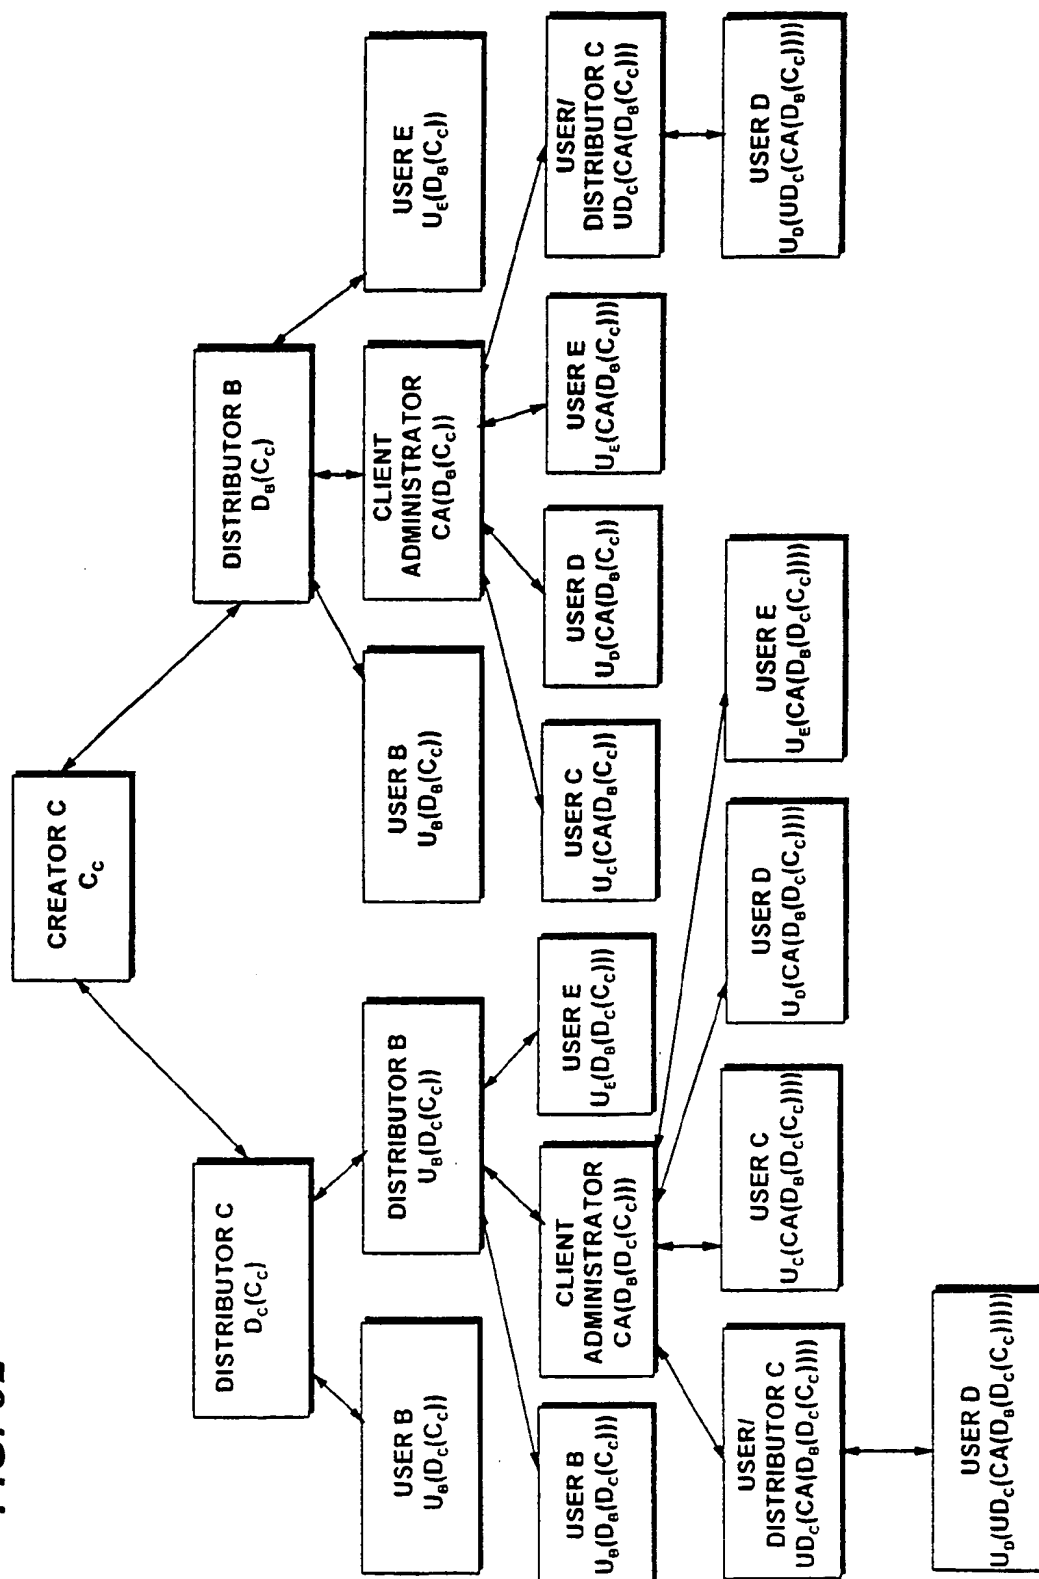 CREATOR C
C_C
DISTRIBUTOR C
D_C(C_C)
DISTRIBUTOR B
D_B(C_C)
USER B
U_B(D_C(C_C))
DISTRIBUTOR B
U_B(D_C(C_C))
USER B
U_B(D_B(C_C))
CLIENT
ADMINISTRATOR
CA(D_B(C_C))
USER E
U_E(D_B(C_C))
USER B
U_B(D_B(D_C(C_C)))
CLIENT
ADMINISTRATOR
CA(D_B(D_C(C_C)))
USER E
U_E(D_B(D_C(C_C)))
USER C
U_C(CA(D_B(C_C))
USER D
U_D(CA(D_B(C_C)))
USER E
U_E(CA(D_B(C_C)))
USER/
DISTRIBUTOR C
UD_C(CA(D_B(C_C)))
USER/
DISTRIBUTOR C
UD_C(CA(D_B(D_C(C_C))))
USER C
U_C(CA(D_B(D_C(C_C))))
USER D
U_D(CA(D_B(D_C(C_C))))
USER E
U_E(CA(D_B(D_C(C_C))))
USER D
U_D(UD_C(CA(D_B(C_C))))
USER D
U_D(UD_C(CA(D_B(D_C(C_C)))))